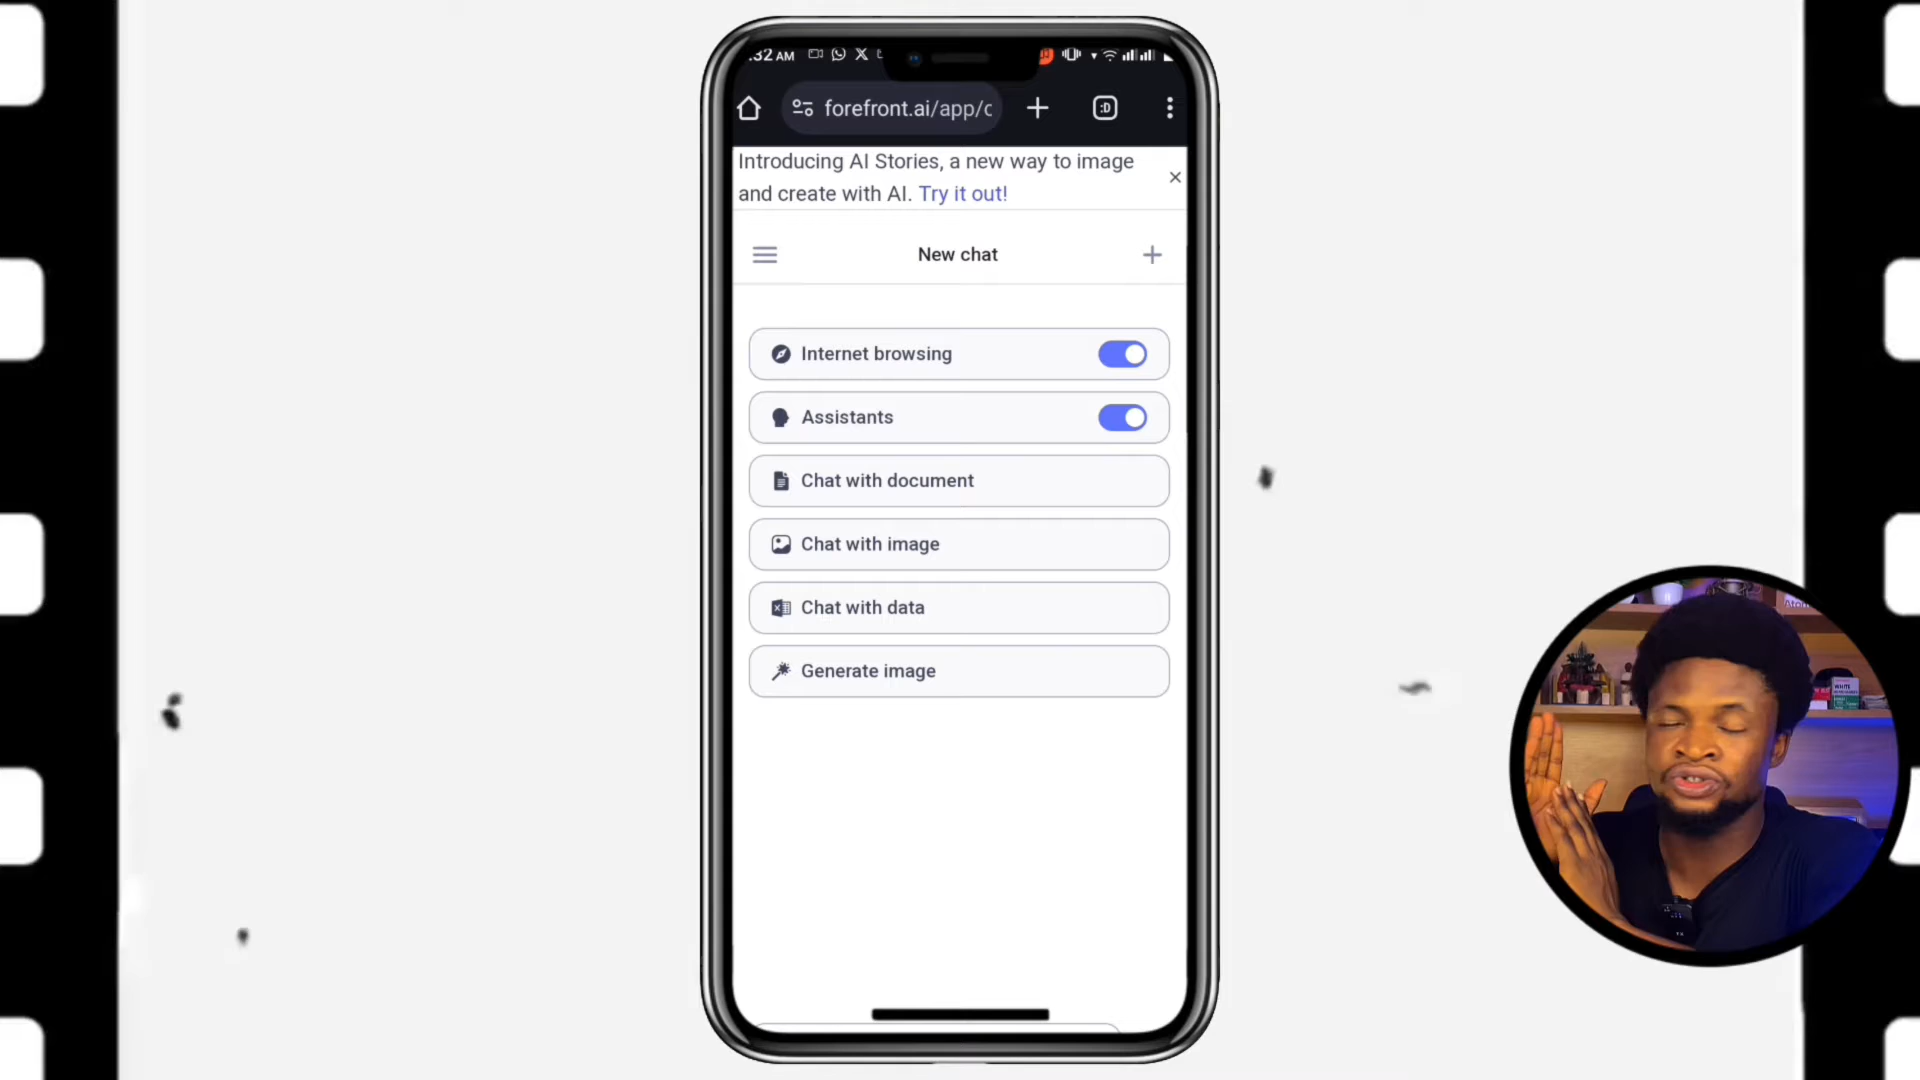 :32 AM
forefront.ai/app/c
:D
Introducing AI Stories, a new way to image
and create with AI. Try it out!
New chat
Internet browsing
Assistants
Chat with document
Chat with image
Chat with data
Generate image
WHITE